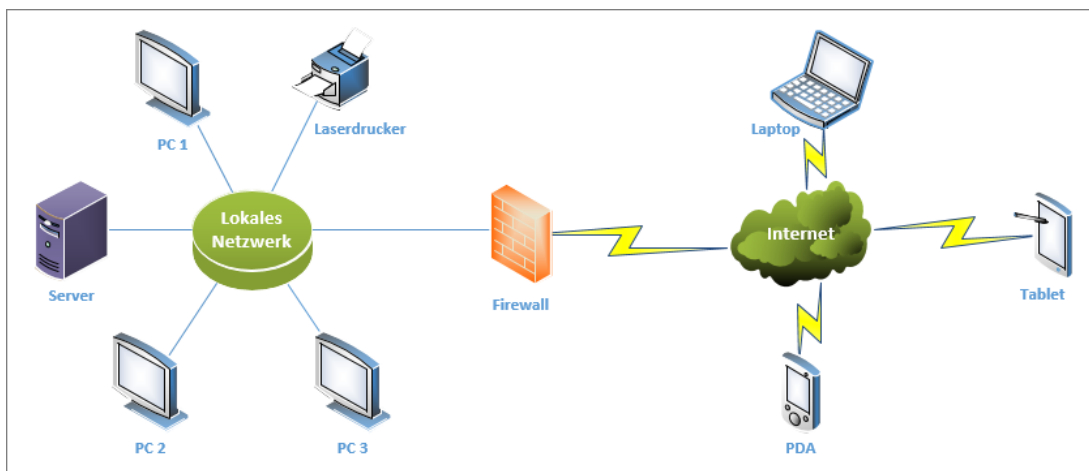 PC 1
Laserdrucker
Laptop
Lokales
Netzwerk
Internet
Server
Firewall
Tablet
PC 2
PC 3
PDA